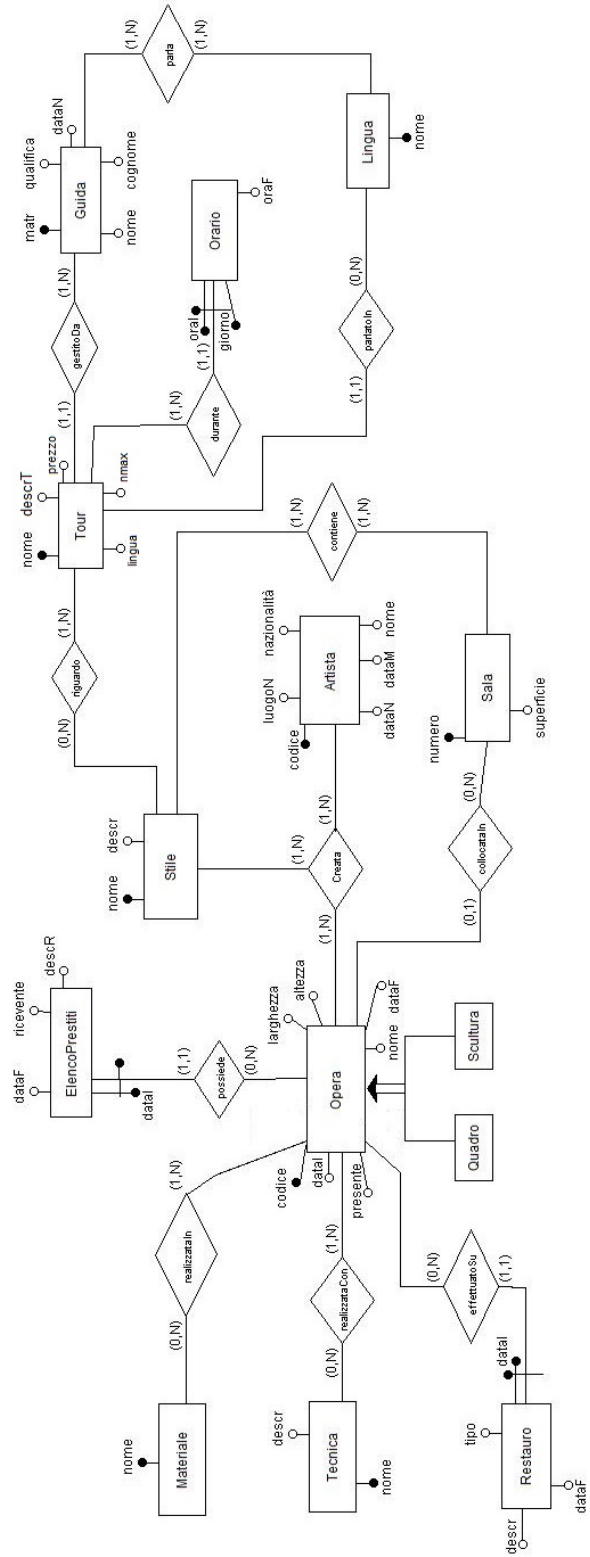 nome
Materiale
descr
Tecnica
nome
tipo
dataI
descr
Restauro
dataF
(0,N)
realizzataIn
(1,N)
(0,N)
realizzataCon
(1,N)
(0,N)
effettuatoSu
(1,1)
dataF
ricevente
descR
ElencoPrestiti
dataI
(1,1)
possiede
(0,N)
codice
dataI
presente
larghezza
altezza
Opera
nome
dataF
Quadro
Scultura
nome
descr
Stile
(1,N)
(1,N)
Creata
(1,N)
(0,1)
collocataIn
(0,N)
codice
luogoN
nazionalità
Artista
dataN
dataM
nome
numero
Sala
superficie
(1,N)
contiene
(1,N)
(0,N)
riguardo
(1,N)
nome
descrT
prezzo
Tour
lingua
nmax
(1,1)
gestitoDa
(1,N)
(1,N)
durante
(1,1)
(1,1)
parlatoIn
(0,N)
matr
qualifica
dataN
Guida
nome
cognome
oraI
giorno
Orario
oraF
(1,N)
parla
(1,N)
Lingua
nome